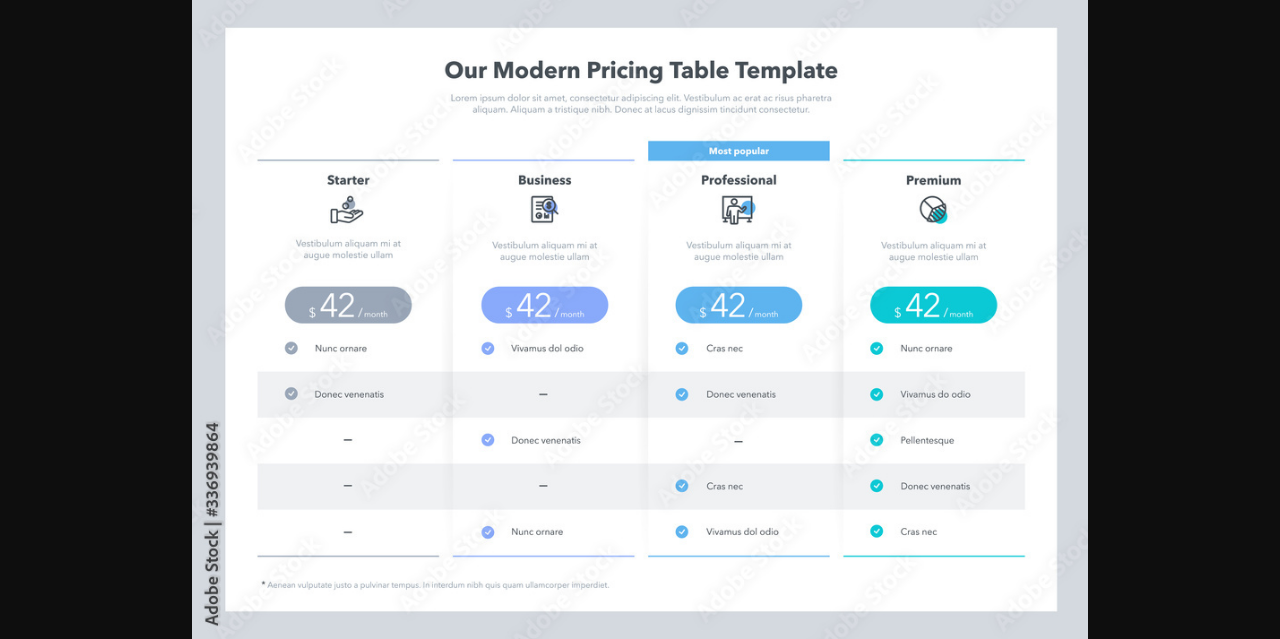 Our Modern Pricing Table Template
Lorem ipsum dolor sit amet, consectetur adipiscing elit. Vestibulum ac erat ac risus pharetra
aliquam. Aliquam a tristique nibh. Donec at lacus dignissim tincidunt consectetur.
Most popular
Starter
Vestibulum aliquam mi at
augue molestie ullam
$ 42 / month
Nunc ornare
Donec venenatis
—
—
—
Business
Vestibulum aliquam mi at
augue molestie ullam
$ 42 / month
Vivamus dol odio
—
Donec venenatis
—
Nunc ornare
Professional
Vestibulum aliquam mi at
augue molestie ullam
$ 42 / month
Cras nec
Donec venenatis
—
Cras nec
Vivamus dol odio
Premium
Vestibulum aliquam mi at
augue molestie ullam
$ 42 / month
Nunc ornare
Vivamus do odio
Pellentesque
Donec venenatis
Cras nec
* Aenean vulputate justo a pulvinar tempus. In interdum nibh quis quam ullamcorper imperdiet.
Adobe Stock | #336939864